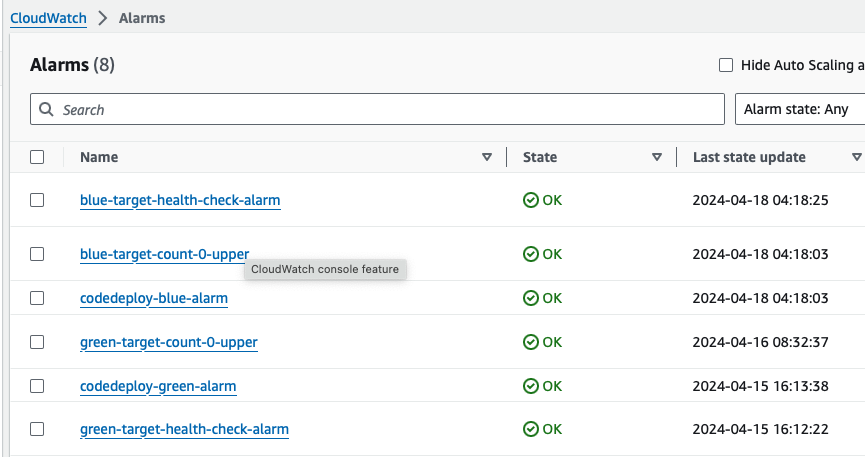 CloudWatch > Alarms
Alarms (8)
Hide Auto Scaling a
Search
Alarm state: Any
Name State Last state update
blue-target-health-check-alarm OK 2024-04-18 04:18:25
blue-target-count-0-upper OK 2024-04-18 04:18:03
CloudWatch console feature
codedeploy-blue-alarm OK 2024-04-18 04:18:03
green-target-count-0-upper OK 2024-04-16 08:32:37
codedeploy-green-alarm OK 2024-04-15 16:13:38
green-target-health-check-alarm OK 2024-04-15 16:12:22